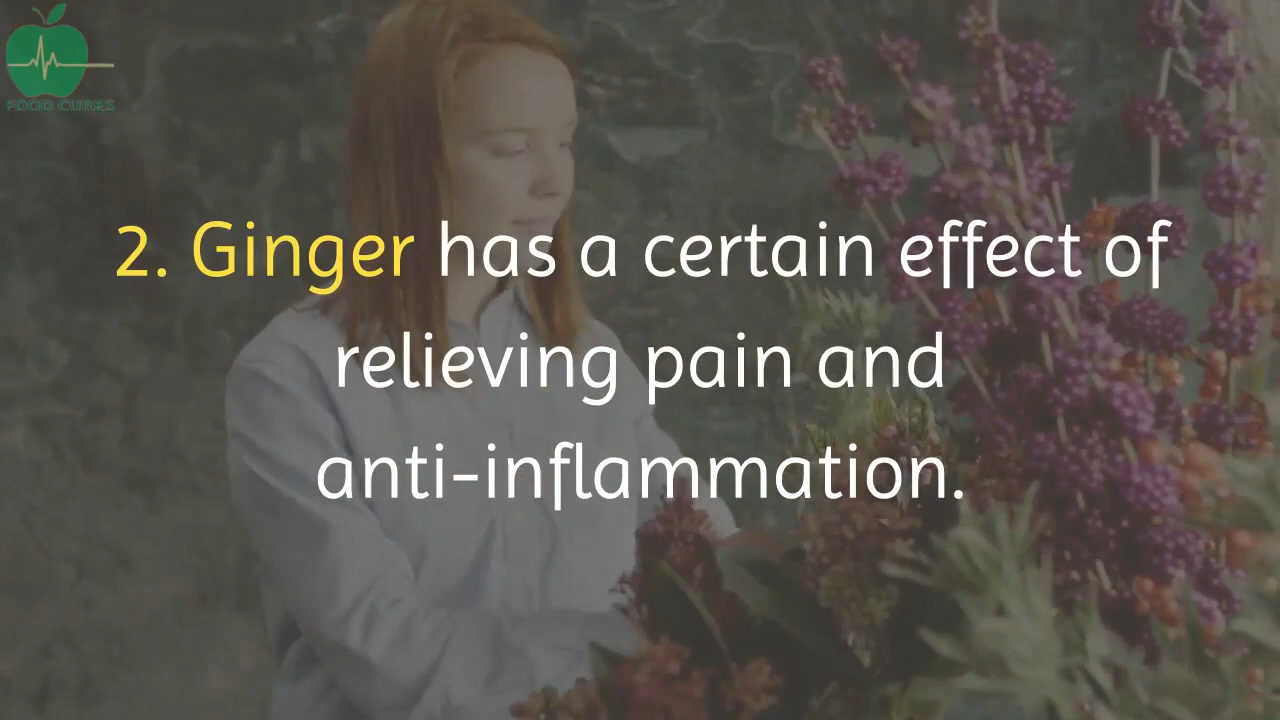 FOOD CURES
2. Ginger has a certain effect of
relieving pain and
anti-inflammation.